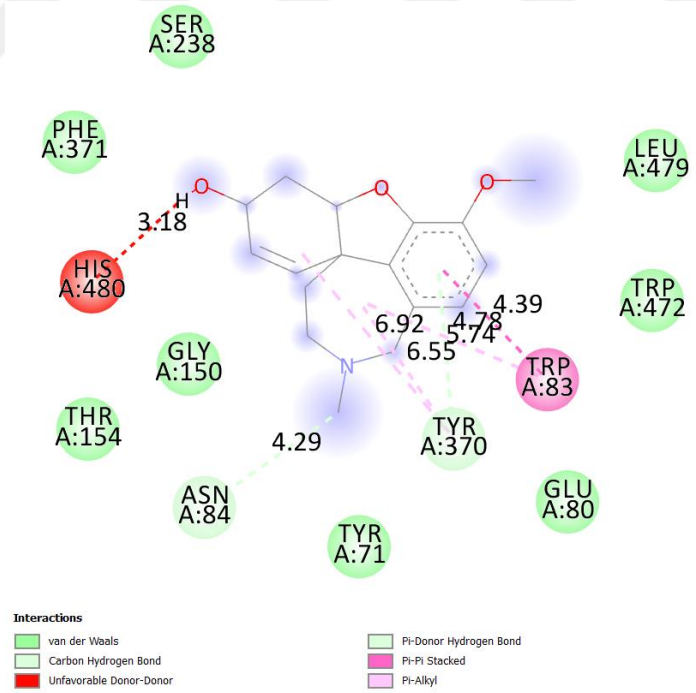 SER
A:238
PHE
A:371
LEU
A:479
O
H
O
O
3.18
HIS
A:480
TRP
A:472
4.39
4.78
5.74
6.92
6.55
GLY
A:150
N
TRP
A:83
THR
A:154
TYR
A:370
4.29
ASN
A:84
GLU
A:80
TYR
A:71
Interactions
van der Waals
Carbon Hydrogen Bond
Unfavorable Donor-Donor
Pi-Donor Hydrogen Bond
Pi-Pi Stacked
Pi-Alkyl